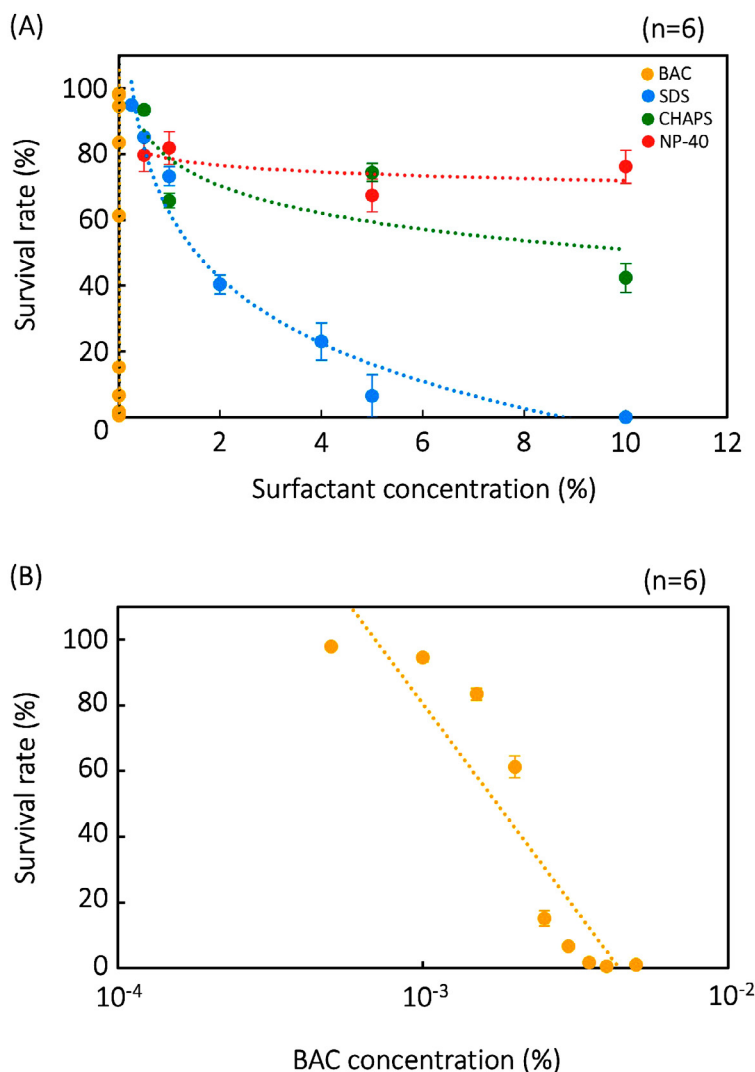 (A)
(n=6)
BAC
SDS
CHAPS
NP-40
Survival rate (%)
100
80
60
40
20
0
2
4
6
8
10
12
Surfactant concentration (%)
(B)
(n=6)
Survival rate (%)
100
80
60
40
20
0
10-4
10-3
10-2
BAC concentration (%)